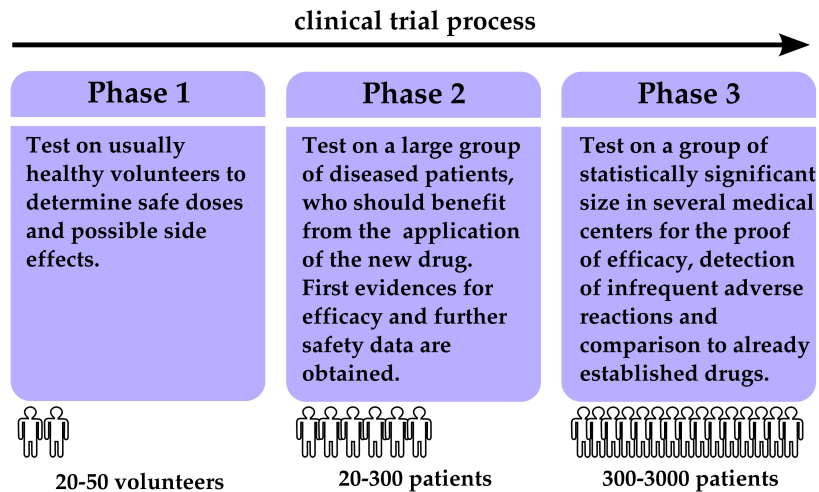 clinical trial process
Phase 1
Test on usually
healthy volunteers to
determine safe doses
and possible side
effects.
20-50 volunteers
Phase 2
Test on a large group
of diseased patients,
who should benefit
from the  application
of the new drug.
First evidences for
efficacy and further
safety data are
obtained.
20-300 patients
Phase 3
Test on a group of
statistically significant
size in several medical
centers for the proof
of efficacy, detection
of infrequent adverse
reactions and
comparison to already
established drugs.
300-3000 patients